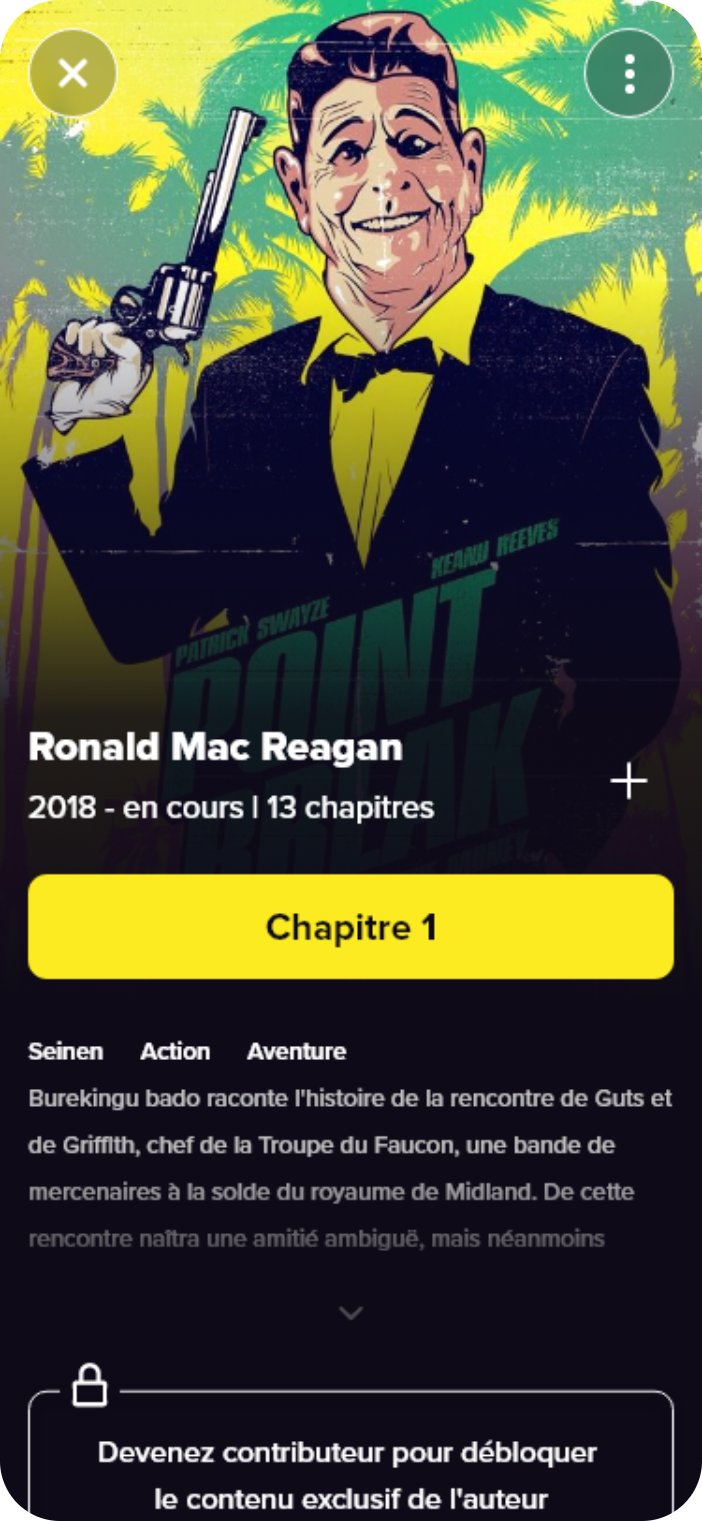 KEANU REEVES
PATRICK SWAYZE
POINT
BREAK
Ronald Mac Reagan
2018 - en cours | 13 chapitres
Chapitre 1
Seinen Action Aventure
Burekingu bado raconte l'histoire de la rencontre de Guts et
de Griffith, chef de la Troupe du Faucon, une bande de
mercenaires à la solde du royaume de Midland. De cette
rencontre naîtra une amitié ambiguë, mais néanmoins
Devenez contributeur pour débloquer
le contenu exclusif de l'auteur